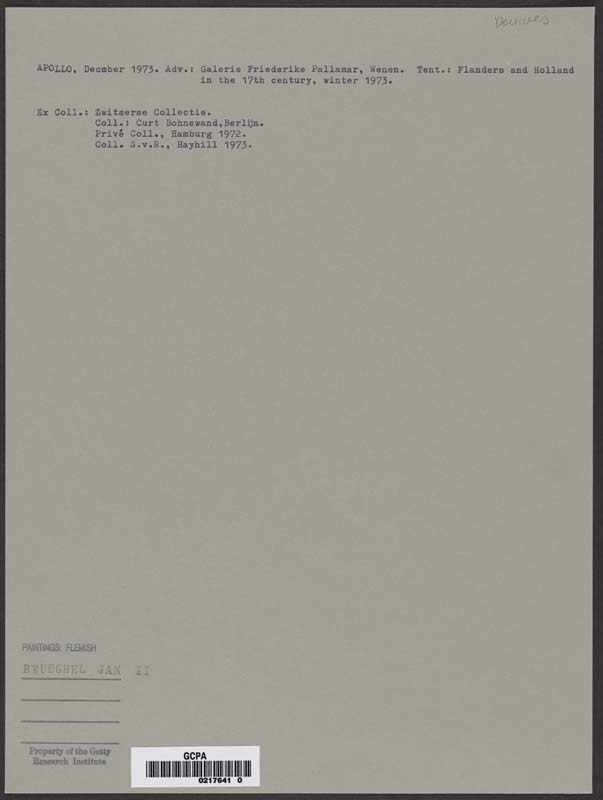 Douwes
APOLLO, Decmber 1973. Adv.: Galerie Friederike Pallamar, Wenen. Tent.: Flanders and Holland
in the 17th century, winter 1973.
Ex Coll.: Zwitserse Collectie.
Coll.: Curt Bohnewand,Berlijn.
Privé Coll., Hamburg 1972.
Coll. S.v.R., Hayhill 1973.
PAINTINGS: FLEMISH
BRUEGHEL JAN II
Property of the Getty
Research Institute
GCPA
0217641 0